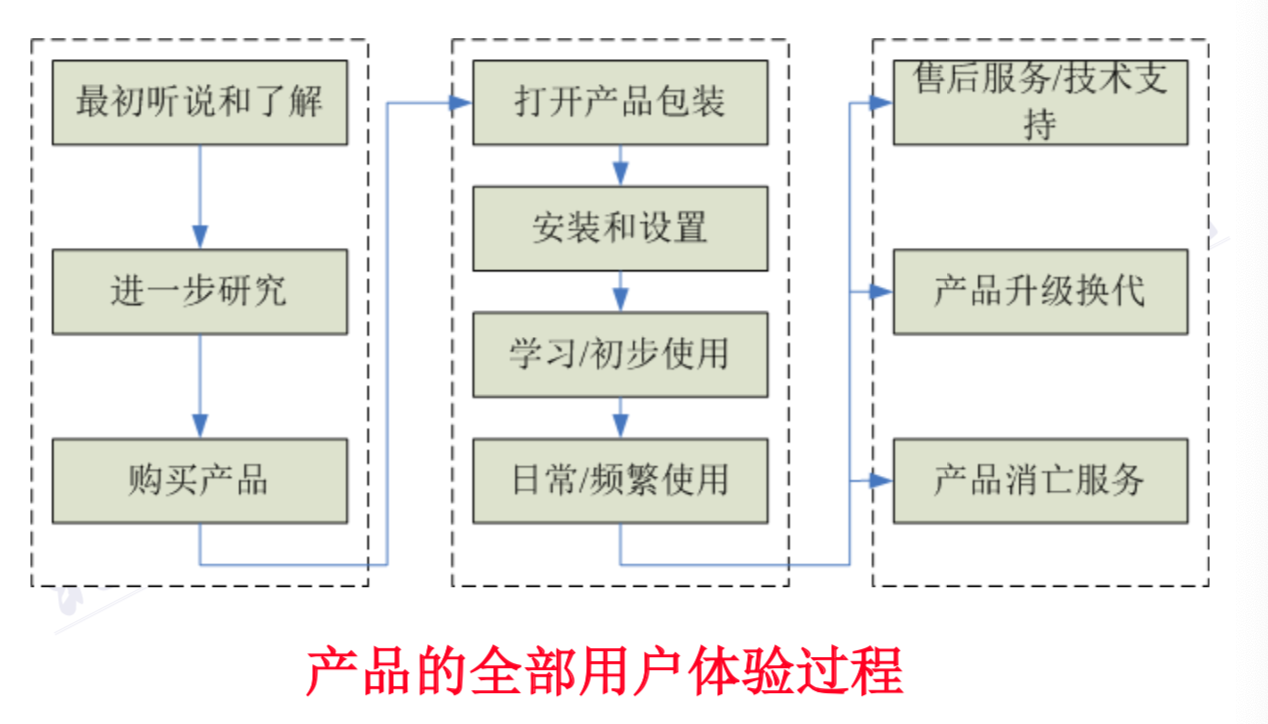 最初听说和了解
进一步研究
购买产品
打开产品包装
安装和设置
学习/初步使用
日常/频繁使用
售后服务/技术支
持
产品升级换代
产品消亡服务
产品的全部用户体验过程